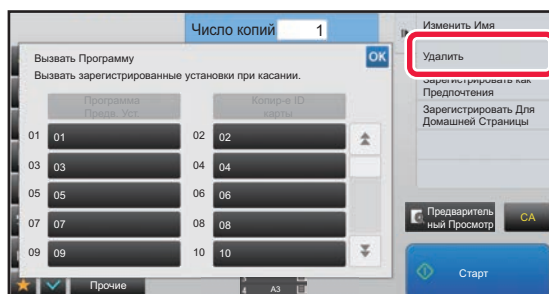 Число копий 1
Изменить Имя
Удалить
Зарегистрировать как
Предпочтения
Зарегистрировать Для
Домашней Страницы
Вызвать Программу
OK
Вызвать зарегистрированные установки при касании.
Программа
Предв. Уст.
Копир-е ID
карты
01 01 02 02
03 03 04 04
05 05 06 06
07 07 08 08
09 09 10 10
Предваритель
ный Просмотр
CA
Старт
Прочие
4 A3